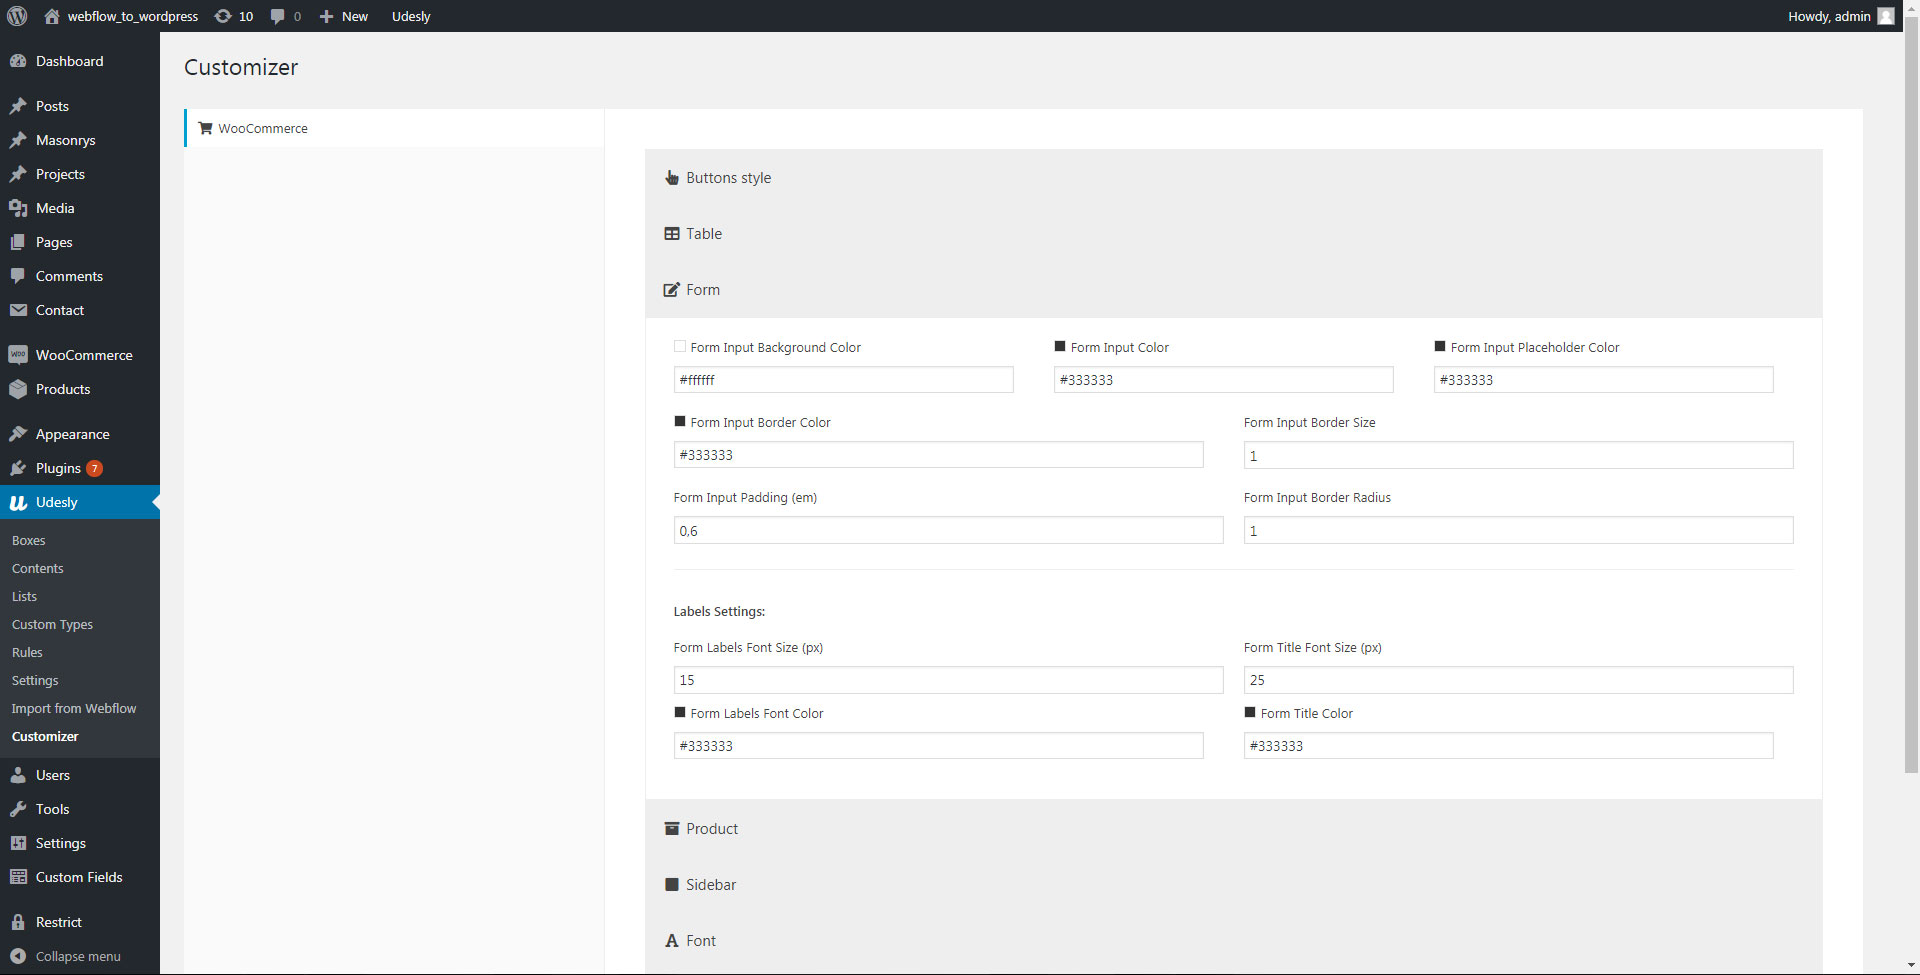 webflow_to_wordpress 10 0 New Udesly Howdy, admin
Dashboard
Posts
Masonrys
Projects
Media
Pages
Comments
Contact
WOO WooCommerce
Products
Appearance
Plugins 7
Udesly
Boxes
Contents
Lists
Custom Types
Rules
Settings
Import from Webflow
Customizer
Users
Tools
Settings
Custom Fields
Restrict
Collapse menu
Customizer
WooCommerce
Buttons style
Table
Form
Form Input Background Color Form Input Color Form Input Placeholder Color
#ffffff #333333 #333333
Form Input Border Color Form Input Border Size
#333333 1
Form Input Padding (em) Form Input Border Radius
0,6 1
Labels Settings:
Form Labels Font Size (px) Form Title Font Size (px)
15 25
Form Labels Font Color Form Title Color
#333333 #333333
Product
Sidebar
Font